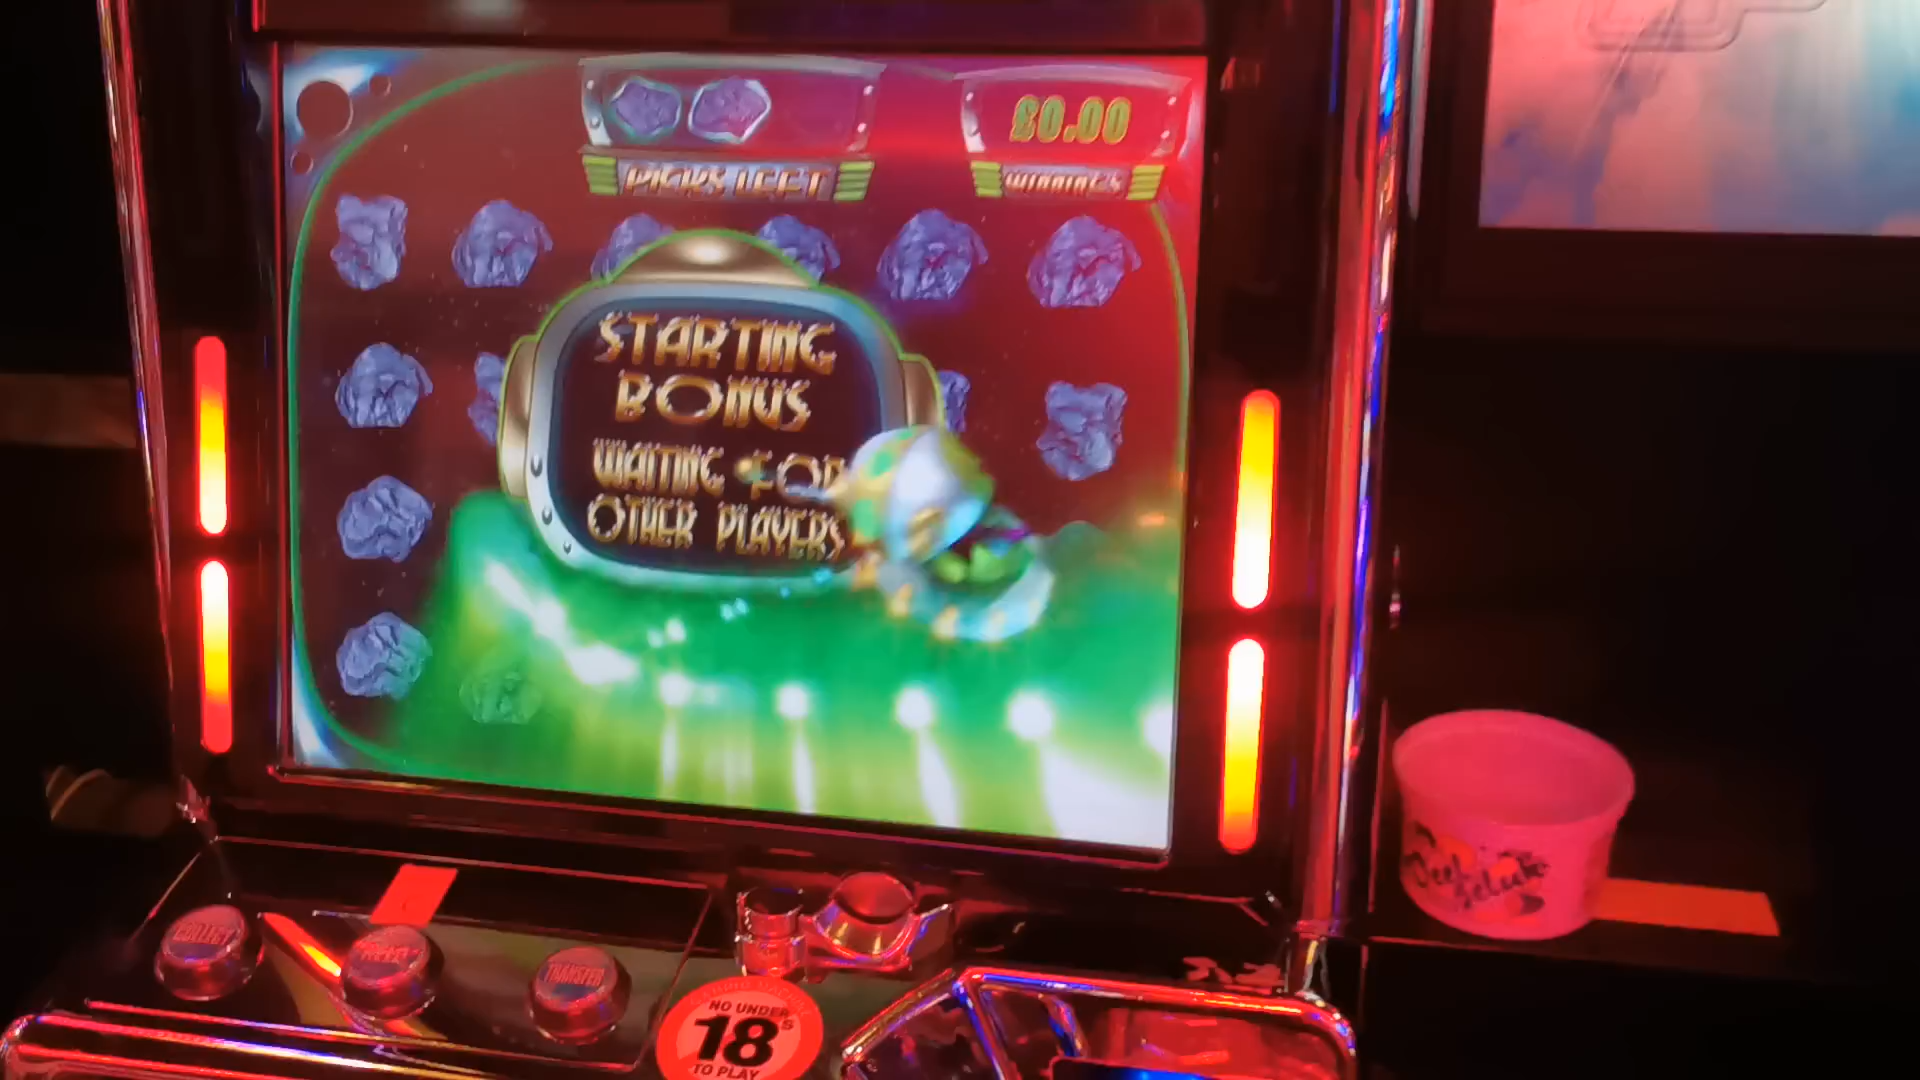 £0.00
PICKS LEFT
WINNINGS
STARTING
BONUS
WAITING FOR
OTHER PLAYERS
COLLECT
TRANSFER
NO UNDER
18's
TO PLAY